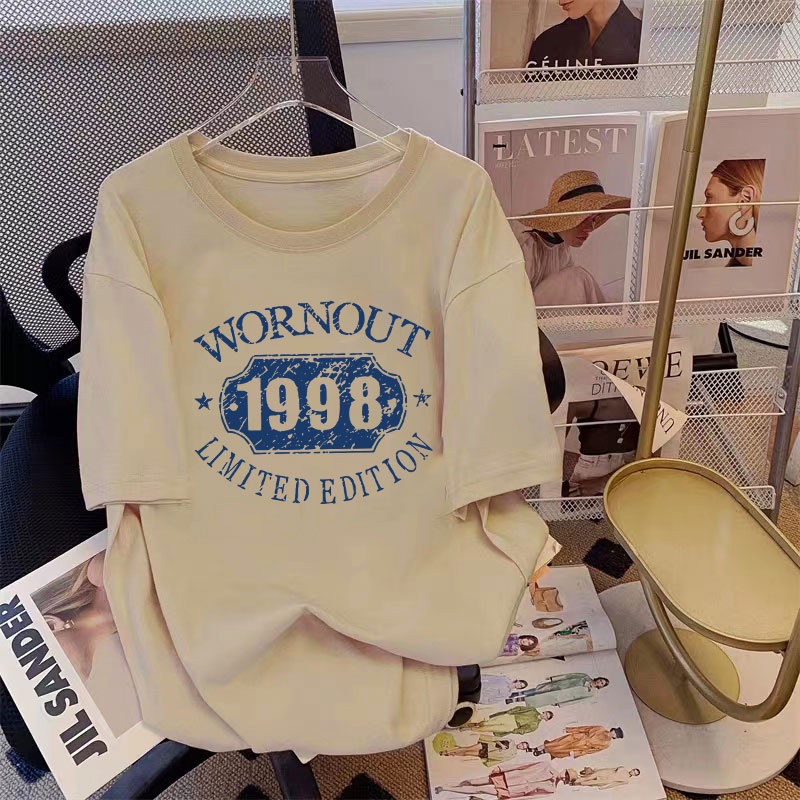 CÉLINE
LATEST
JIL SANDER
WORNOUT
1998
LIMITED EDITION
JIL SANDER